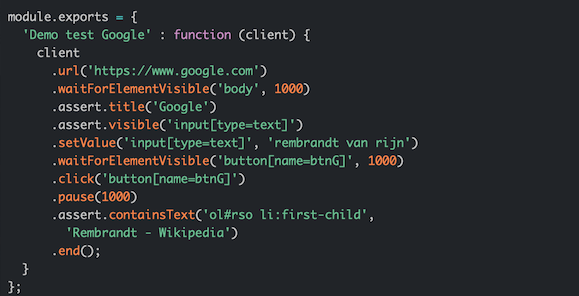 module.exports = {
  'Demo test Google' : function (client) {
    client
      .url('https://www.google.com')
      .waitForElementVisible('body', 1000)
      .assert.title('Google')
      .assert.visible('input[type=text]')
      .setValue('input[type=text]', 'rembrandt van rijn')
      .waitForElementVisible('button[name=btnG]', 1000)
      .click('button[name=btnG]')
      .pause(1000)
      .assert.containsText('ol#rso li:first-child',
        'Rembrandt - Wikipedia')
      .end();
  }
};